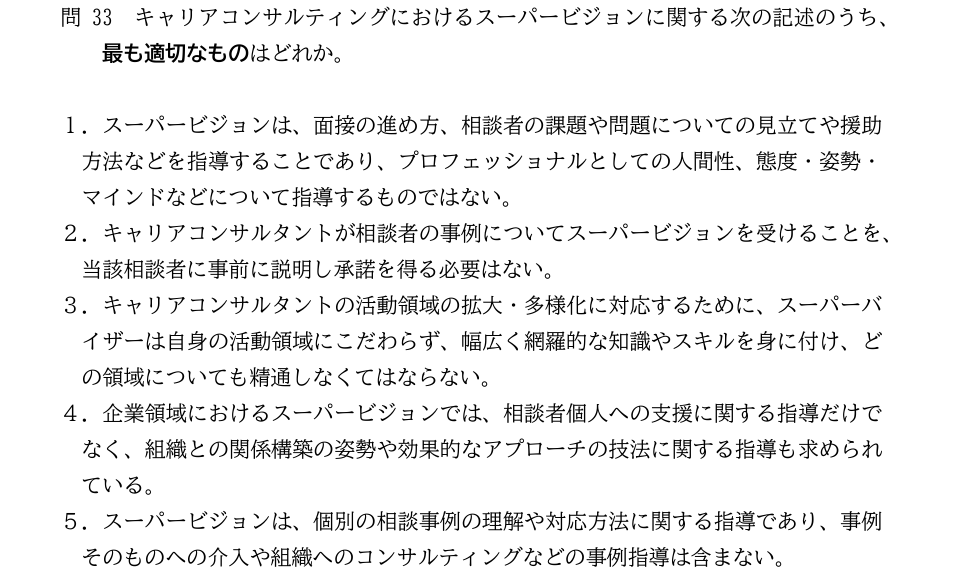 問 33　キャリアコンサルティングにおけるスーパービジョンに関する次の記述のうち、
最も適切なものはどれか。
１．スーパービジョンは、面接の進め方、相談者の課題や問題についての見立てや援助
方法などを指導することであり、プロフェッショナルとしての人間性、態度・姿勢・
マインドなどについて指導するものではない。
２．キャリアコンサルタントが相談者の事例についてスーパービジョンを受けることを、
当該相談者に事前に説明し承諾を得る必要はない。
３．キャリアコンサルタントの活動領域の拡大・多様化に対応するために、スーパーバ
イザーは自身の活動領域にこだわらず、幅広く網羅的な知識やスキルを身に付け、ど
の領域についても精通しなくてはならない。
４．企業領域におけるスーパービジョンでは、相談者個人への支援に関する指導だけで
なく、組織との関係構築の姿勢や効果的なアプローチの技法に関する指導も求められ
ている。
５．スーパービジョンは、個別の相談事例の理解や対応方法に関する指導であり、事例
そのものへの介入や組織へのコンサルティングなどの事例指導は含まない。